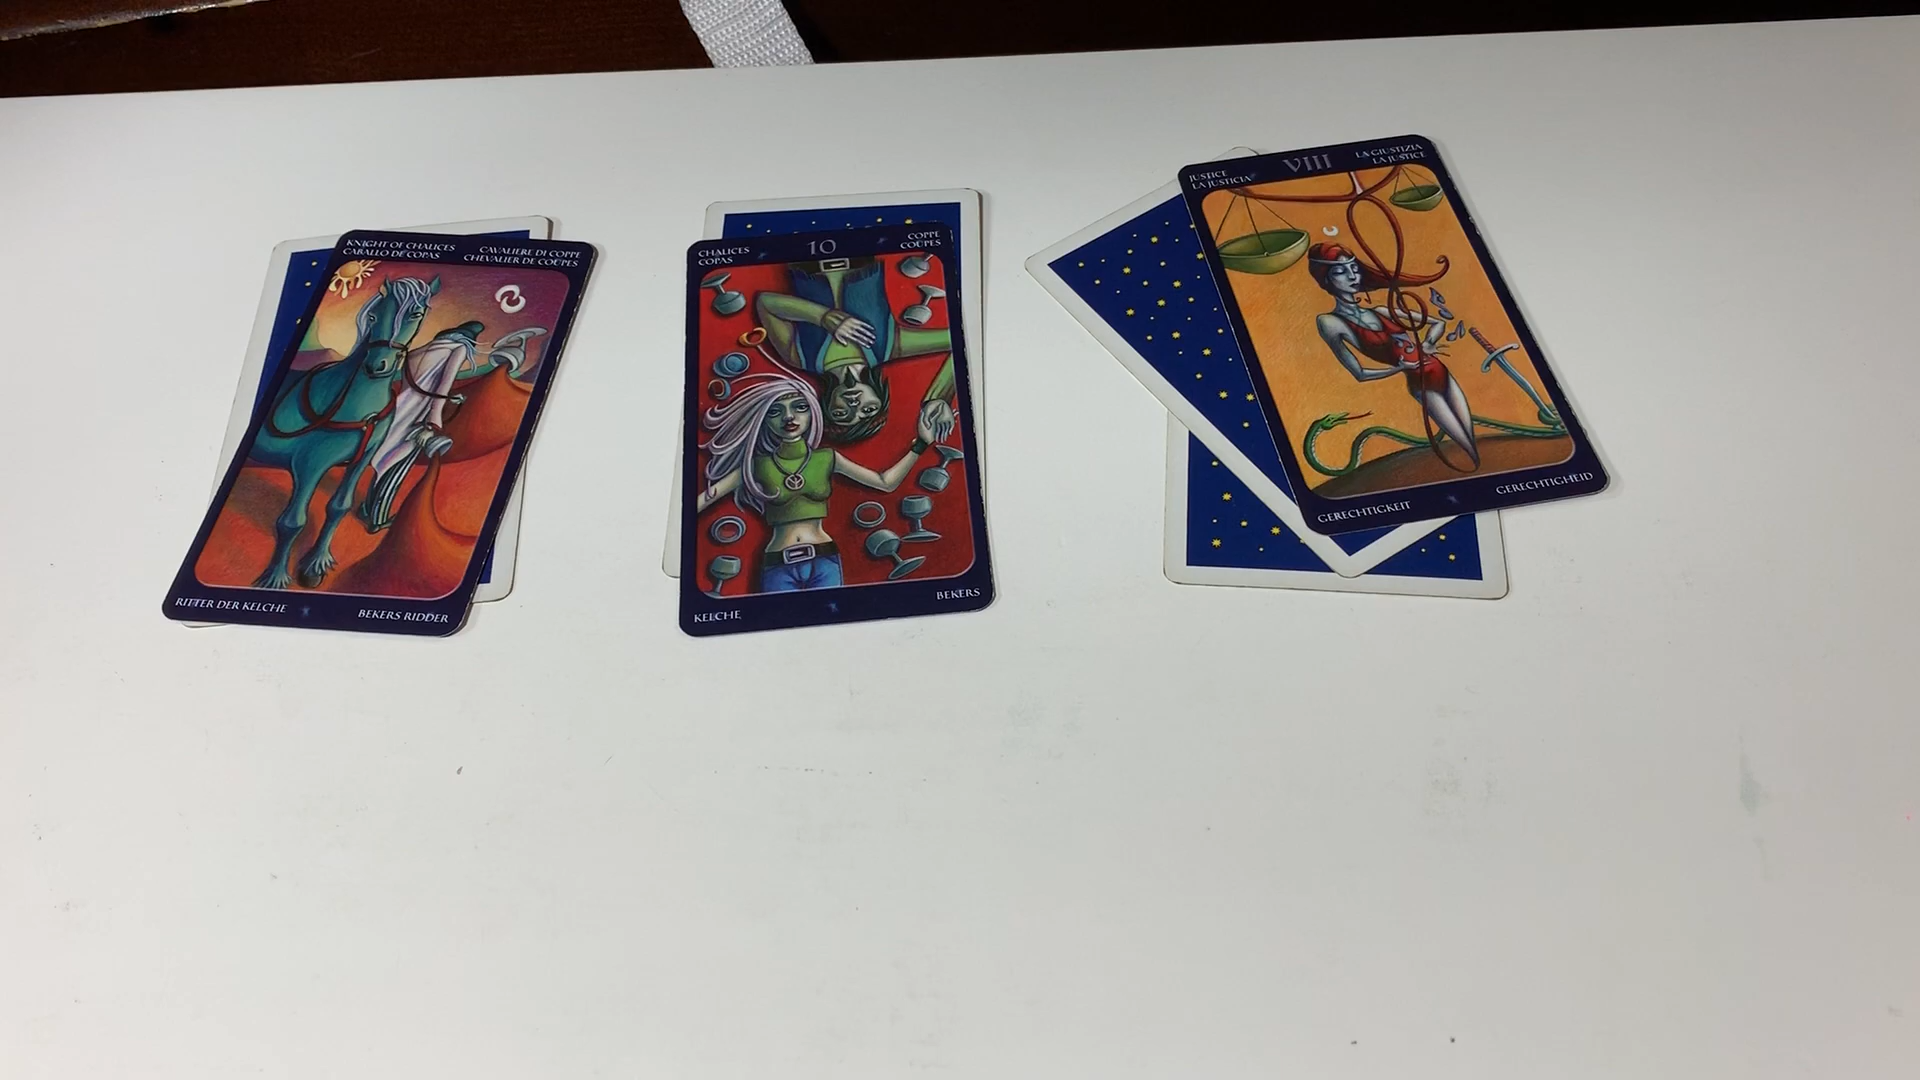 KNIGHT OF CHALICES
CABALLO DE COPAS
CAVALIERE DI COPPE
CHEVALIER DE COUPES
RITTER DER KELCHE
BEKERS RIDDER
CHALICES
COPAS
10
COPPE
COUPES
KELCHE
BEKERS
JUSTICE
LA JUSTICIA
VIII
LA GIUSTIZIA
LA JUSTICE
GERECHTIGKEIT
GERECHTIGHEID